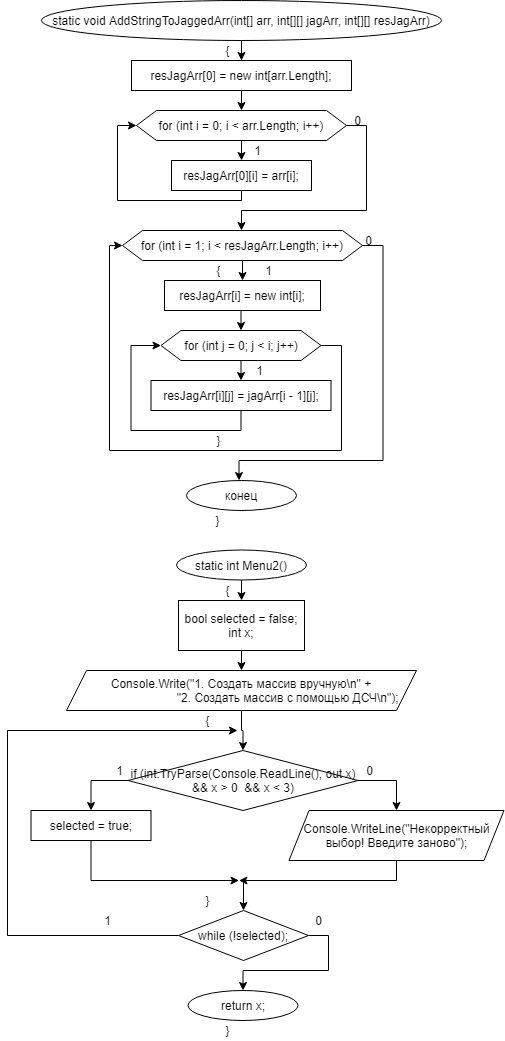 static void AddStringToJaggedArr(int[] arr, int[][] jagArr, int[][] resJagArr)
{
resJagArr[0] = new int[arr.Length];
for (int i = 0; i < arr.Length; i++)
0
1
resJagArr[0][i] = arr[i];
for (int i = 1; i < resJagArr.Length; i++)
0
{
1
resJagArr[i] = new int[i];
for (int j = 0; j < i; j++)
1
resJagArr[i][j] = jagArr[i - 1][j];
}
конец
}
static int Menu2()
{
bool selected = false;
int x;
Console.Write("1. Создать массив вручную\n" +
"2. Создать массив с помощью ДСЧ\n");
{
1
if (int.TryParse(Console.ReadLine(), out x)
&& x > 0 && x < 3)
0
selected = true;
Console.WriteLine("Некорректный
выбор! Введите заново");
}
1
while (!selected);
0
return x;
}